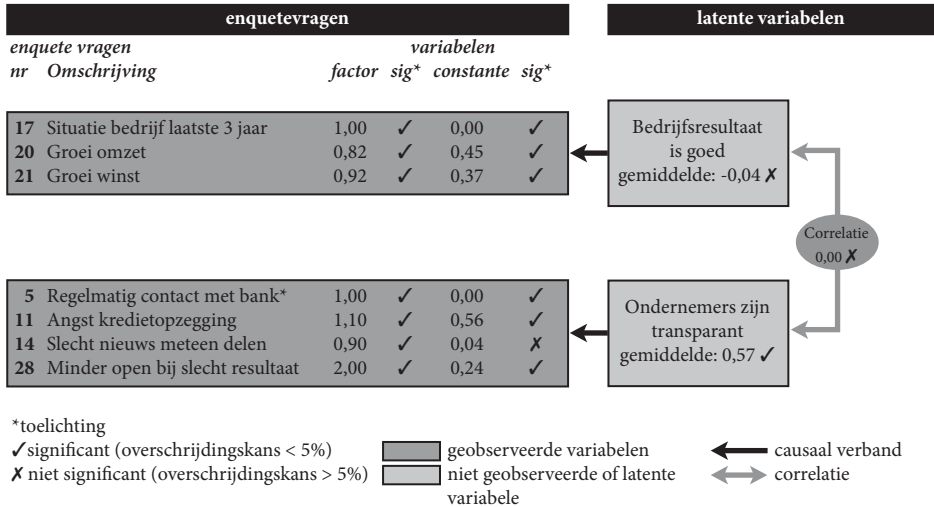 enquetevragen latente variabelen
enquete vragen variabelen
nr Omschrijving factor sig* constante sig*
17 Situatie bedrijf laatste 3 jaar 1,00 ✓ 0,00 ✓
20 Groei omzet 0,82 ✓ 0,45 ✓
21 Groei winst 0,92 ✓ 0,37 ✓
Bedrijfsresultaat
is goed
gemiddelde: -0,04 ✗
Correlatie
0,00 ✗
5 Regelmatig contact met bank* 1,00 ✓ 0,00 ✓
11 Angst kredietopzegging 1,10 ✓ 0,56 ✓
14 Slecht nieuws meteen delen 0,90 ✓ 0,04 ✗
28 Minder open bij slecht resultaat 2,00 ✓ 0,24 ✓
Ondernemers zijn
transparant
gemiddelde: 0,57 ✓
*toelichting
✓ significant (overschrijdingskans < 5%)
✗ niet significant (overschrijdingskans > 5%)
geobserveerde variabelen
niet geobserveerde of latente
variabele
causaal verband
correlatie